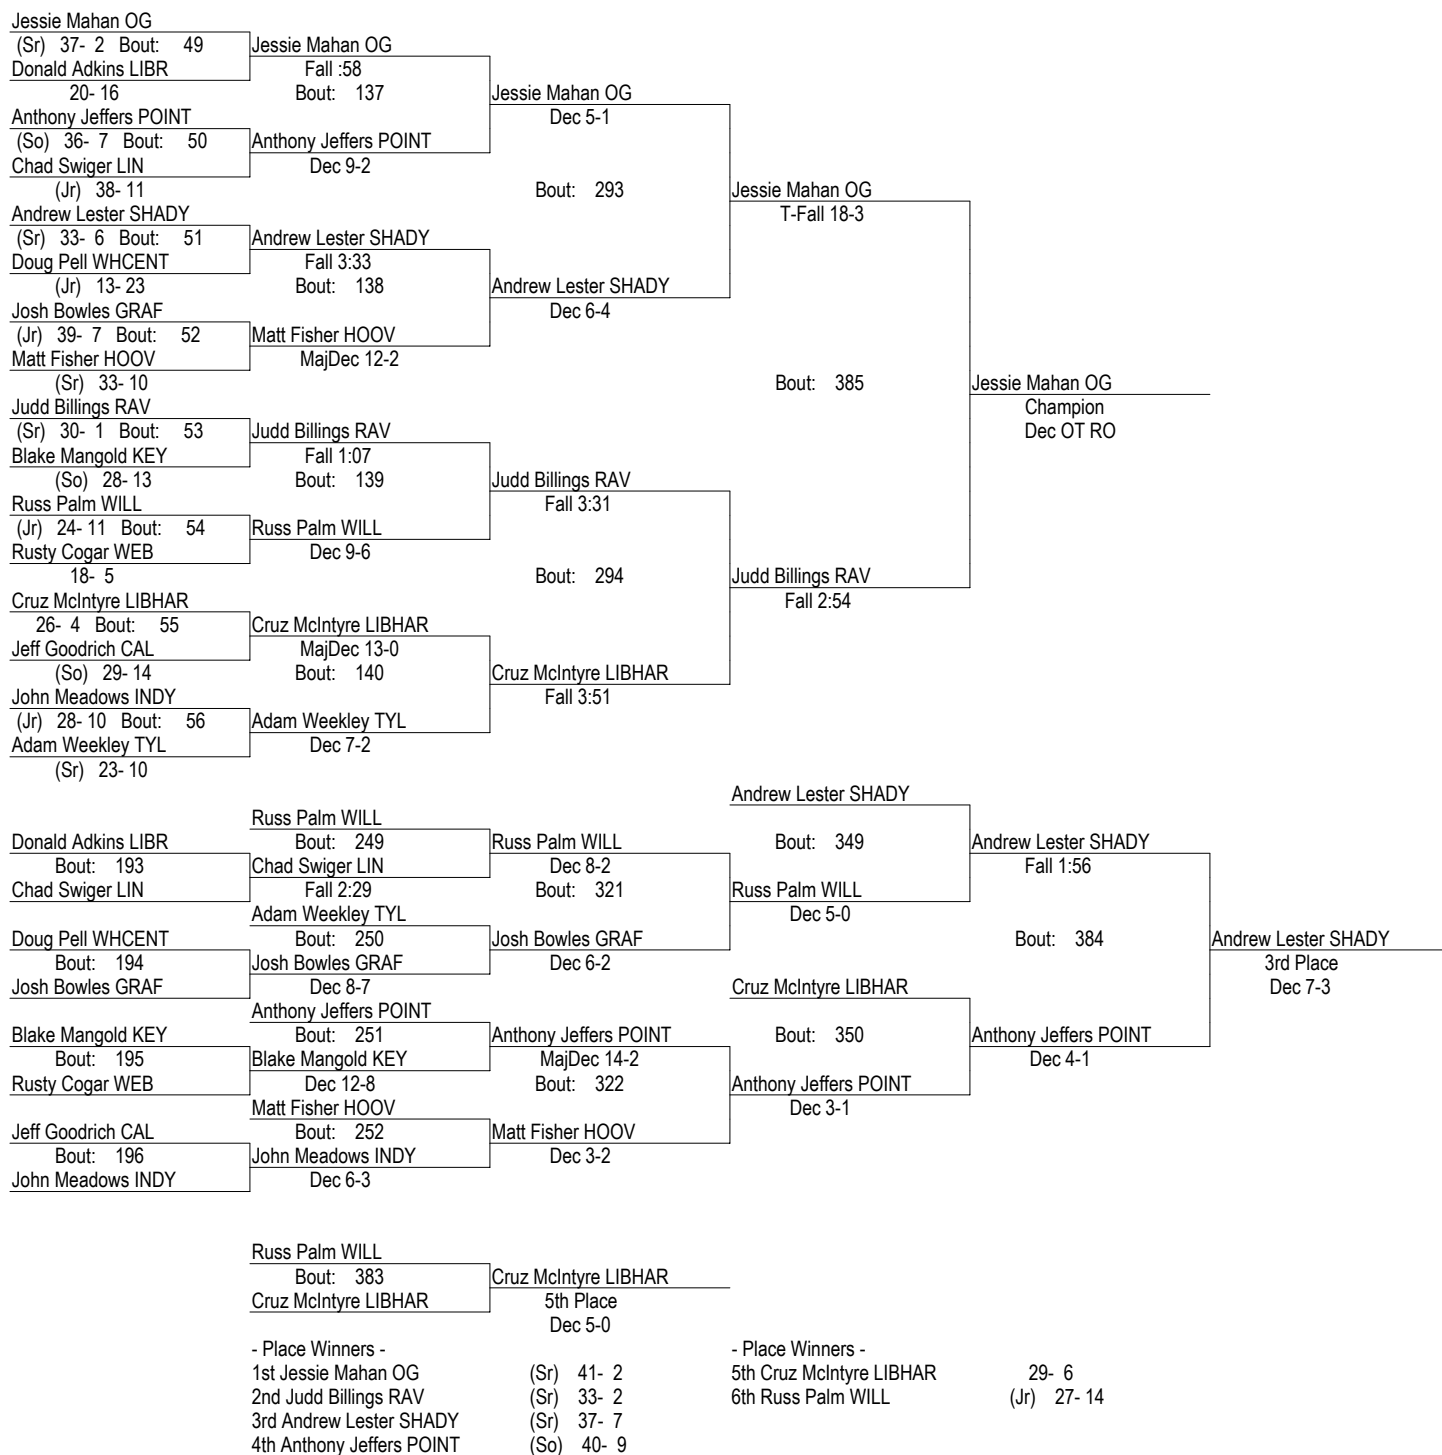 Jessie Mahan OG
(Sr) 37- 2 Bout: 49 Jessie Mahan OG
Donald Adkins LIBR Fall :58
20- 16 Bout: 137 Jessie Mahan OG
Anthony Jeffers POINT Dec 5-1
(So) 36- 7 Bout: 50 Anthony Jeffers POINT
Chad Swiger LIN Dec 9-2
(Jr) 38- 11 Bout: 293 Jessie Mahan OG
Andrew Lester SHADY T-Fall 18-3
(Sr) 33- 6 Bout: 51 Andrew Lester SHADY
Doug Pell WHCENT Fall 3:33
(Jr) 13- 23 Bout: 138 Andrew Lester SHADY
Josh Bowles GRAF Dec 6-4
(Jr) 39- 7 Bout: 52 Matt Fisher HOOV
Matt Fisher HOOV MajDec 12-2
(Sr) 33- 10 Bout: 385 Jessie Mahan OG
Judd Billings RAV Champion
(Sr) 30- 1 Bout: 53 Judd Billings RAV Dec OT RO
Blake Mangold KEY Fall 1:07
(So) 28- 13 Bout: 139 Judd Billings RAV
Russ Palm WILL Fall 3:31
(Jr) 24- 11 Bout: 54 Russ Palm WILL
Rusty Cogar WEB Dec 9-6
18- 5 Bout: 294 Judd Billings RAV
Cruz McIntyre LIBHAR Fall 2:54
26- 4 Bout: 55 Cruz McIntyre LIBHAR
Jeff Goodrich CAL MajDec 13-0
(So) 29- 14 Bout: 140 Cruz McIntyre LIBHAR
John Meadows INDY Fall 3:51
(Jr) 28- 10 Bout: 56 Adam Weekley TYL
Adam Weekley TYL Dec 7-2
(Sr) 23- 10
Andrew Lester SHADY
Russ Palm WILL
Donald Adkins LIBR Bout: 249 Russ Palm WILL Bout: 349 Andrew Lester SHADY
Bout: 193 Chad Swiger LIN Dec 8-2 Fall 1:56
Chad Swiger LIN Fall 2:29 Bout: 321 Russ Palm WILL
Adam Weekley TYL Dec 5-0
Doug Pell WHCENT Bout: 250 Josh Bowles GRAF Bout: 384 Andrew Lester SHADY
Bout: 194 Josh Bowles GRAF Dec 6-2 3rd Place
Josh Bowles GRAF Dec 8-7 Cruz McIntyre LIBHAR Dec 7-3
Anthony Jeffers POINT
Blake Mangold KEY Bout: 251 Anthony Jeffers POINT Bout: 350 Anthony Jeffers POINT
Bout: 195 Blake Mangold KEY MajDec 14-2 Dec 4-1
Rusty Cogar WEB Dec 12-8 Bout: 322 Anthony Jeffers POINT
Matt Fisher HOOV Dec 3-1
Jeff Goodrich CAL Bout: 252 Matt Fisher HOOV
Bout: 196 John Meadows INDY Dec 3-2
John Meadows INDY Dec 6-3
Russ Palm WILL
Bout: 383 Cruz McIntyre LIBHAR
Cruz McIntyre LIBHAR 5th Place
Dec 5-0
- Place Winners - - Place Winners -
1st Jessie Mahan OG (Sr) 41- 2 5th Cruz McIntyre LIBHAR 29- 6
2nd Judd Billings RAV (Sr) 33- 2 6th Russ Palm WILL (Jr) 27- 14
3rd Andrew Lester SHADY (Sr) 37- 7
4th Anthony Jeffers POINT (So) 40- 9